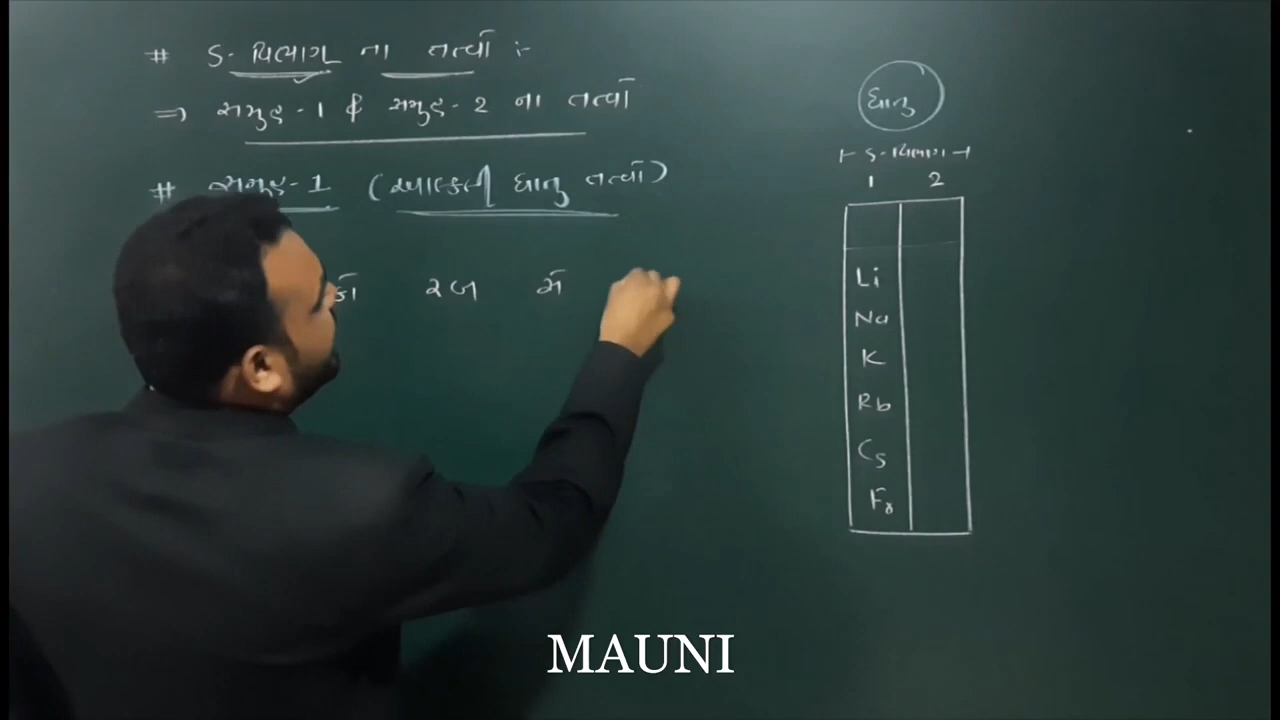 # S-વિભાગ ના તત્વો :-
⇒ સમુહ-1 & સમુહ-2 ના તત્વો
# સમુહ-1 (આલ્કલી ધાતુ તત્વો)
રબ સે
ધાતુ
⊢ S-વિભાગ ⊣
1 2
Li
Na
K
Rb
Cs
Fr
MAUNI